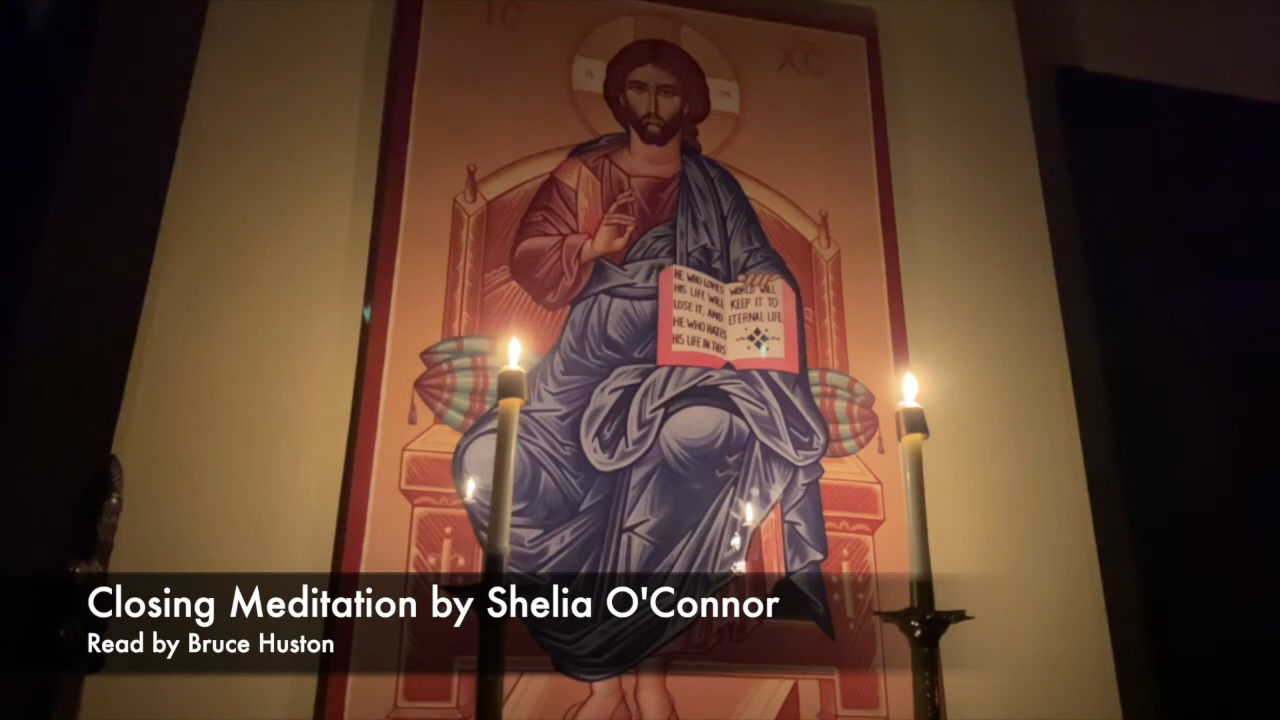 IC
XC
A
M
HE WHO LOVES
HIS LIFE WILL
LOSE IT, AND
HE WHO HATES
HIS LIFE IN THIS
WORLD WILL
KEEP IT TO
ETERNAL LIFE
Closing Meditation by Shelia O'Connor
Read by Bruce Huston